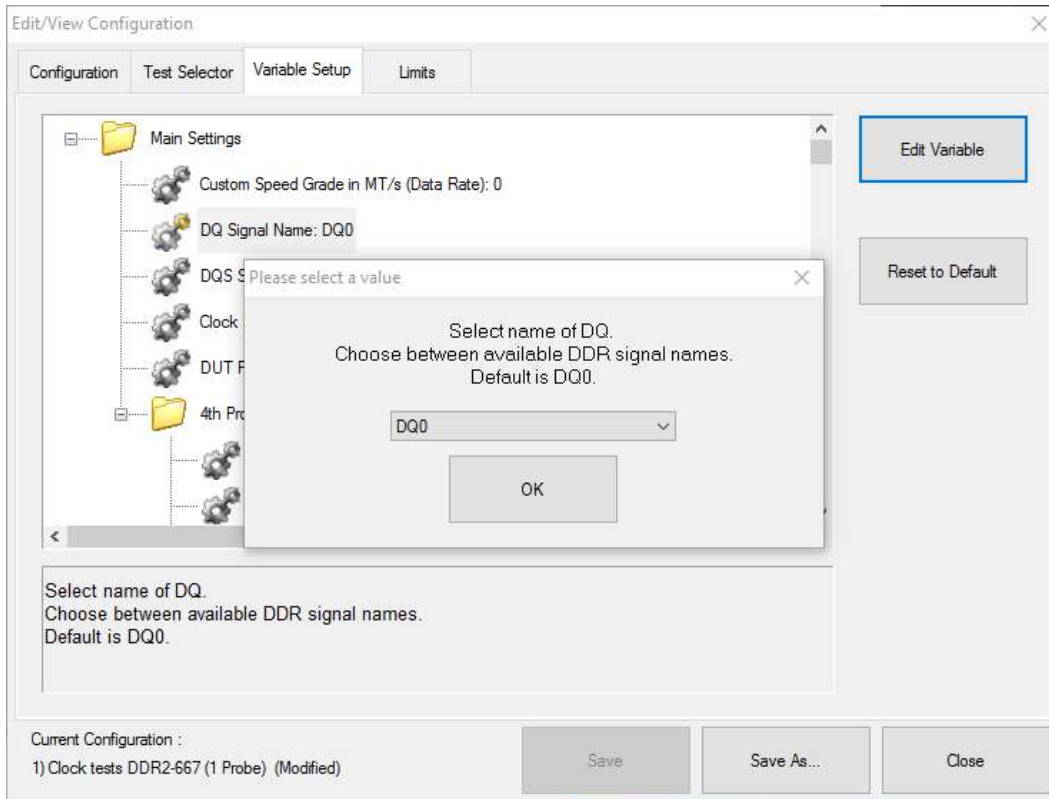 Edit/View Configuration
Configuration
Test Selector
Variable Setup
Limits
Main Settings
Custom Speed Grade in MT/s (Data Rate): 0
DQ Signal Name: DQ0
DQS S
Clock
DUT
4th
Edit Variable
Reset to Default
Please select a value
Select name of DQ.
Choose between available DDR signal names.
Default is DQ0.
DQ0
OK
Select name of DQ.
Choose between available DDR signal names.
Default is DQ0.
Current Configuration :
1) Clock tests DDR2-667 (1 Probe) (Modified)
Save
Save As...
Close